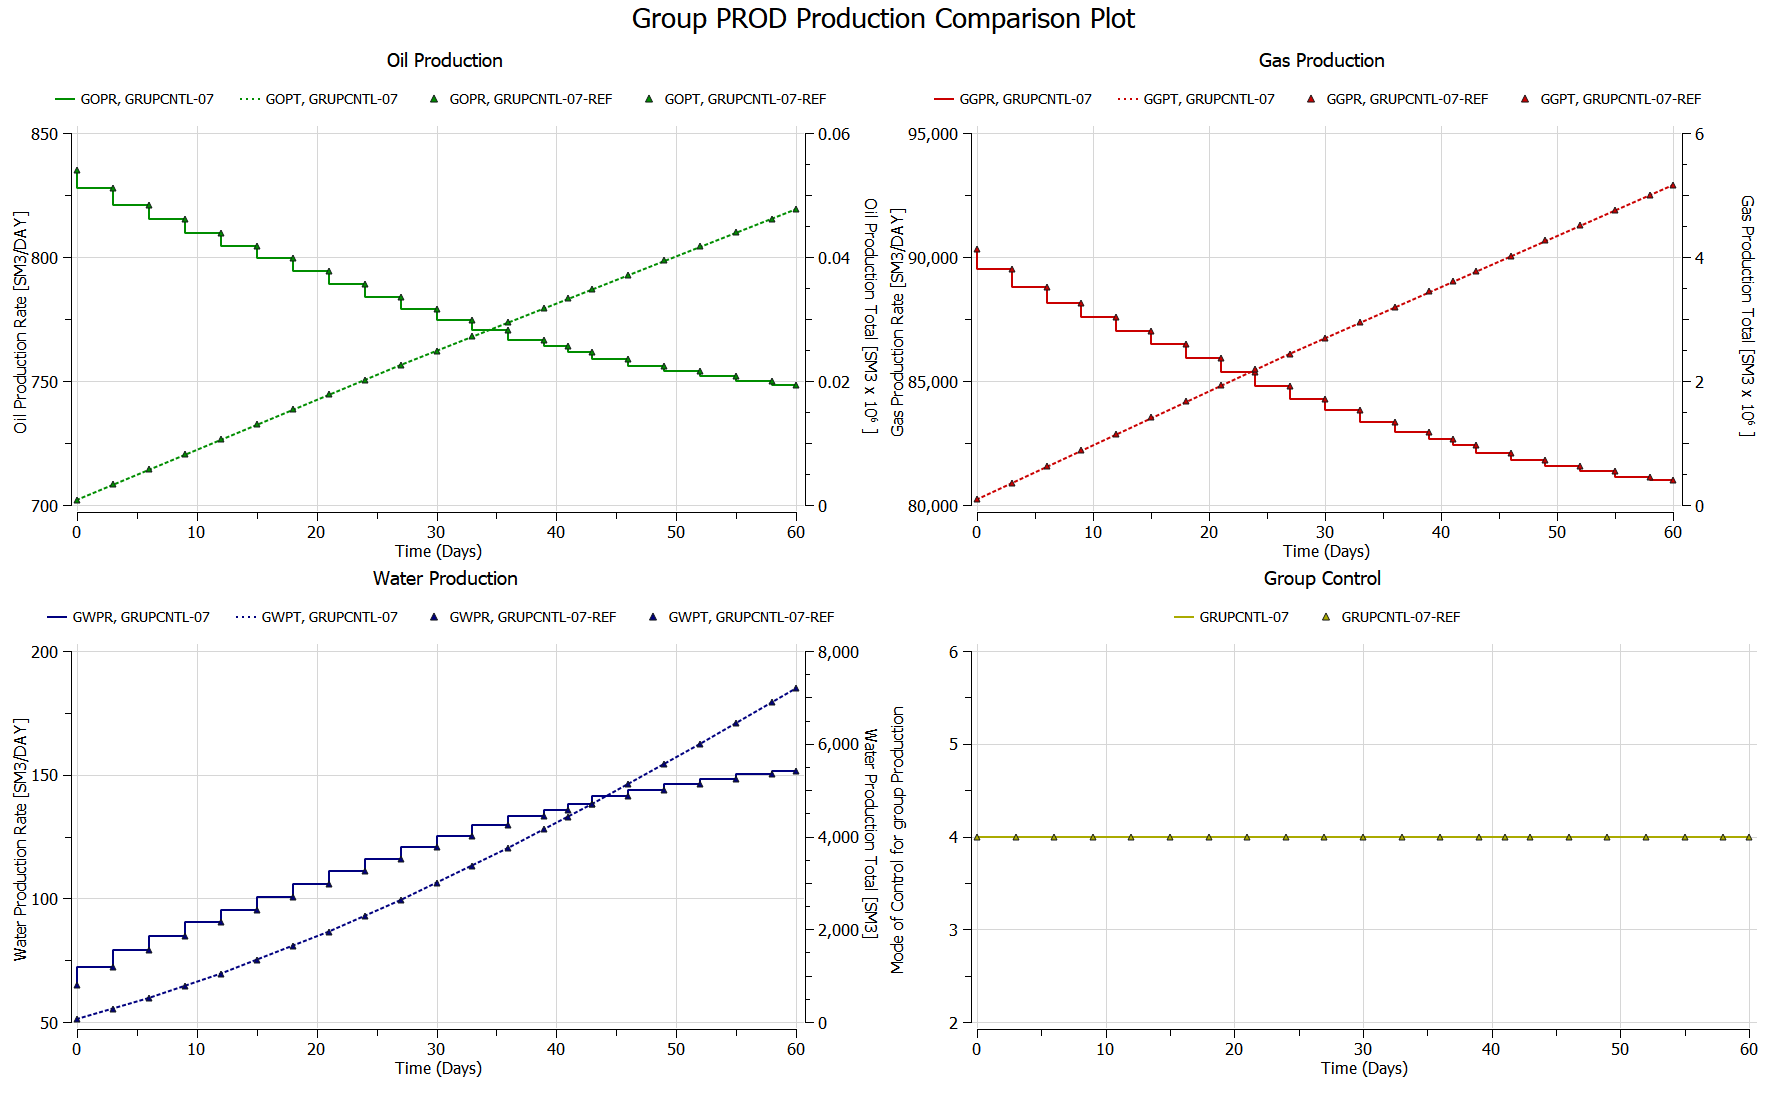 Group PROD Production Comparison Plot
Oil Production
GOPR, GRUPCNTL-07 GOPT, GRUPCNTL-07 GOPR, GRUPCNTL-07-REF GOPT, GRUPCNTL-07-REF
850
800
750
700
Oil Production Rate [SM3/DAY]
0.06
0.04
0.02
0
Oil Production Total [SM3 x 10⁶ ]
0 10 20 30 40 50 60
Time (Days)
Gas Production
GGPR, GRUPCNTL-07 GGPT, GRUPCNTL-07 GGPR, GRUPCNTL-07-REF GGPT, GRUPCNTL-07-REF
95,000
90,000
85,000
80,000
Gas Production Rate [SM3/DAY]
6
4
2
0
Gas Production Total [SM3 x 10⁶ ]
0 10 20 30 40 50 60
Time (Days)
Water Production
GWPR, GRUPCNTL-07 GWPT, GRUPCNTL-07 GWPR, GRUPCNTL-07-REF GWPT, GRUPCNTL-07-REF
200
150
100
50
Water Production Rate [SM3/DAY]
8,000
6,000
4,000
2,000
0
Water Production Total [SM3]
0 10 20 30 40 50 60
Time (Days)
Group Control
GRUPCNTL-07 GRUPCNTL-07-REF
6
5
4
3
2
Mode of Control for group Production
0 10 20 30 40 50 60
Time (Days)